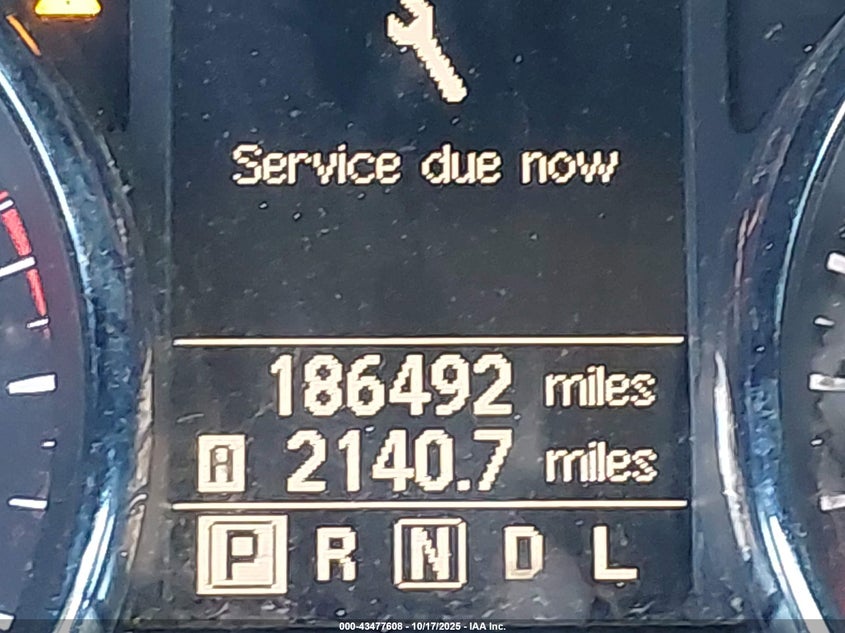 Service due now
186492 miles
A 2140.7 miles
P R N D L
000-43477608 - 10/17/2025 - IAA Inc.